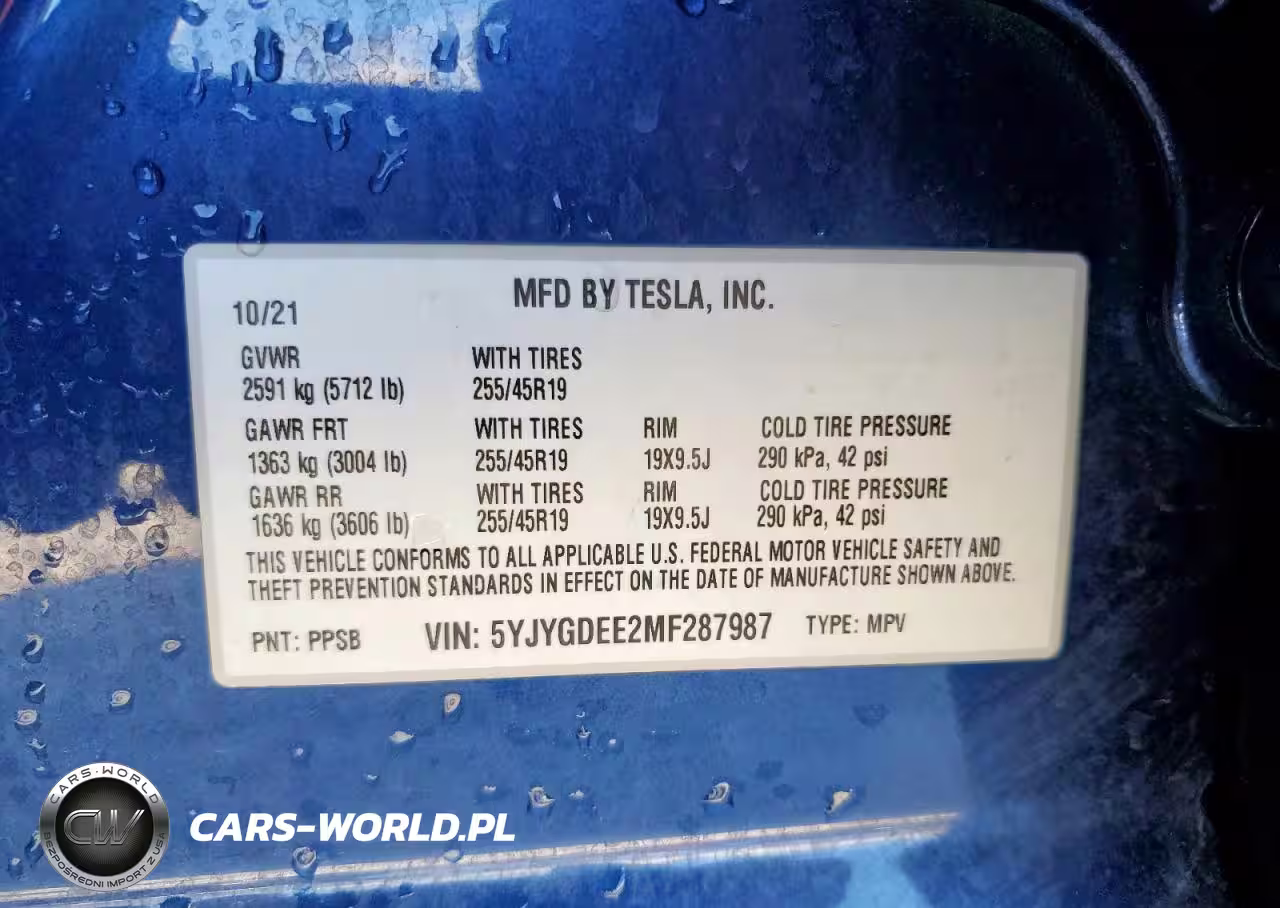 MFD BY TESLA, INC.
10/21
GVWR WITH TIRES
2591 kg (5712 lb) 255/45R19
GAWR FRT WITH TIRES RIM COLD TIRE PRESSURE
1363 kg (3004 lb) 255/45R19 19X9.5J 290 kPa, 42 psi
GAWR RR WITH TIRES RIM COLD TIRE PRESSURE
1636 kg (3606 lb) 255/45R19 19X9.5J 290 kPa, 42 psi
THIS VEHICLE CONFORMS TO ALL APPLICABLE U.S. FEDERAL MOTOR VEHICLE SAFETY AND
THEFT PREVENTION STANDARDS IN EFFECT ON THE DATE OF MANUFACTURE SHOWN ABOVE.
PNT: PPSB VIN: 5YJYGDEE2MF287987 TYPE: MPV
CARS-WORLD
CW
BEZPOŚREDNI IMPORT Z USA
CARS-WORLD.PL